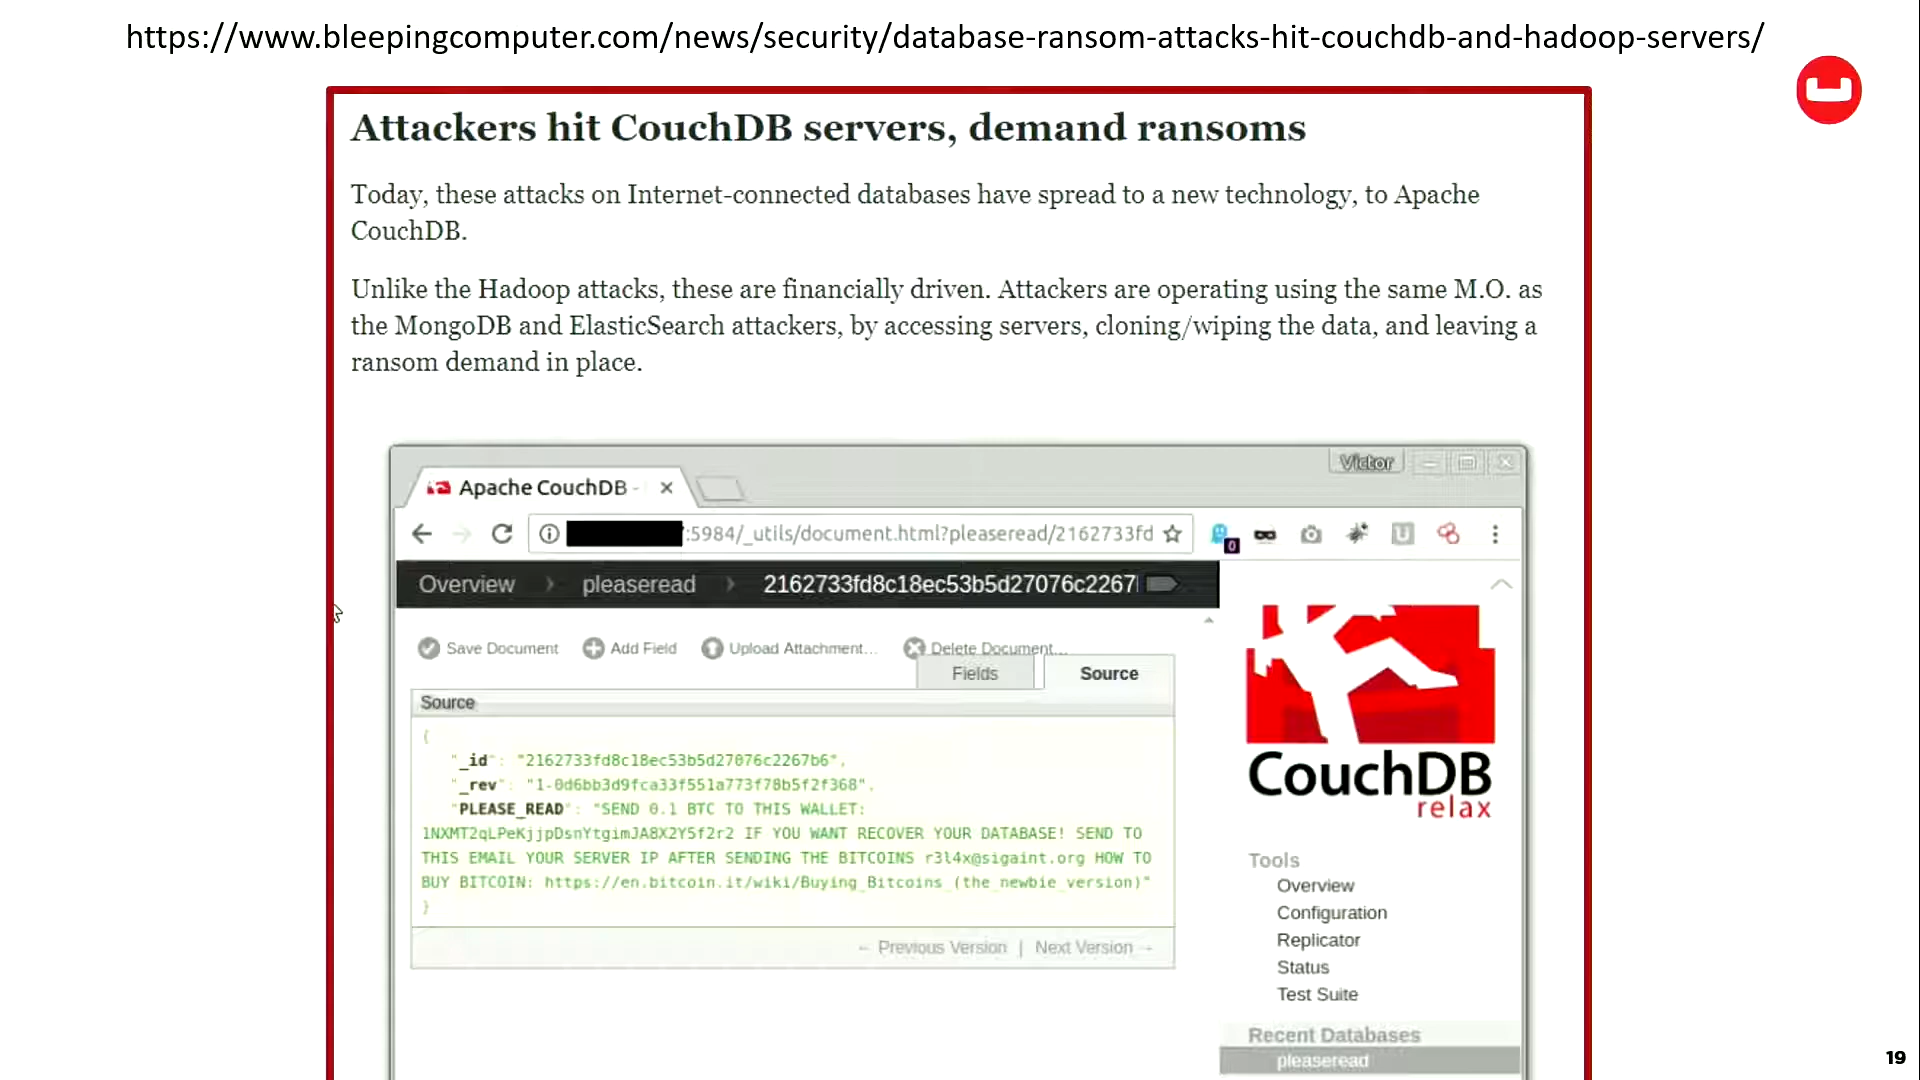 https://www.bleepingcomputer.com/news/security/database-ransom-attacks-hit-couchdb-and-hadoop-servers/
Attackers hit CouchDB servers, demand ransoms
Today, these attacks on Internet-connected databases have spread to a new technology, to Apache
CouchDB.
Unlike the Hadoop attacks, these are financially driven. Attackers are operating using the same M.O. as
the MongoDB and ElasticSearch attackers, by accessing servers, cloning/wiping the data, and leaving a
ransom demand in place.
Victor
Apache CouchDB -
:5984/_utils/document.html?pleaseread/2162733fd
0
Overview
pleaseread
2162733fd8c18ec53b5d27076c2267
Save Document
Add Field
Upload Attachment...
Delete Document...
Fields
Source
Source
{
"_id": "2162733fd8c18ec53b5d27076c2267b6",
"_rev": "1-0d6bb3d9fca33f551a773f78b5f2f368",
"PLEASE_READ": "SEND 0.1 BTC TO THIS WALLET:
1NXMT2qLPeKjjpDsnYtgimJA8X2Y5f2r2 IF YOU WANT RECOVER YOUR DATABASE! SEND TO
THIS EMAIL YOUR SERVER IP AFTER SENDING THE BITCOINS r3l4x@sigaint.org HOW TO
BUY BITCOIN: https://en.bitcoin.it/wiki/Buying_Bitcoins_(the_newbie_version)"
}
← Previous Version | Next Version →
CouchDB
relax
Tools
Overview
Configuration
Replicator
Status
Test Suite
Recent Databases
pleaseread
19